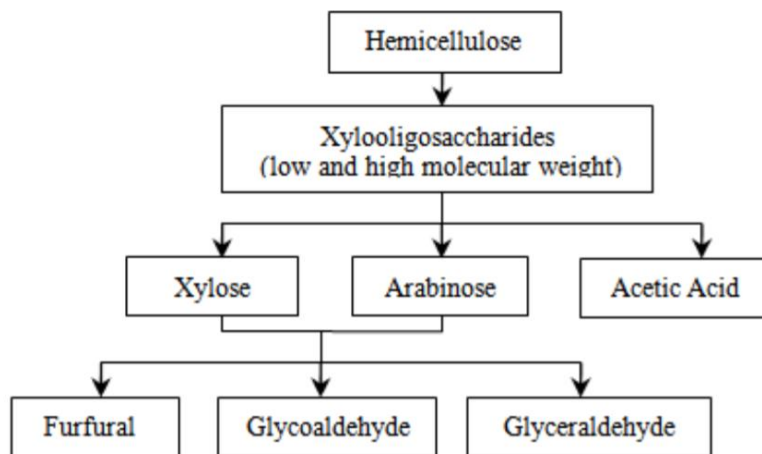 Hemicellulose
Xylooligosaccharides
(low and high molecular weight)
Xylose
Arabinose
Acetic Acid
Furfural
Glycoaldehyde
Glyceraldehyde